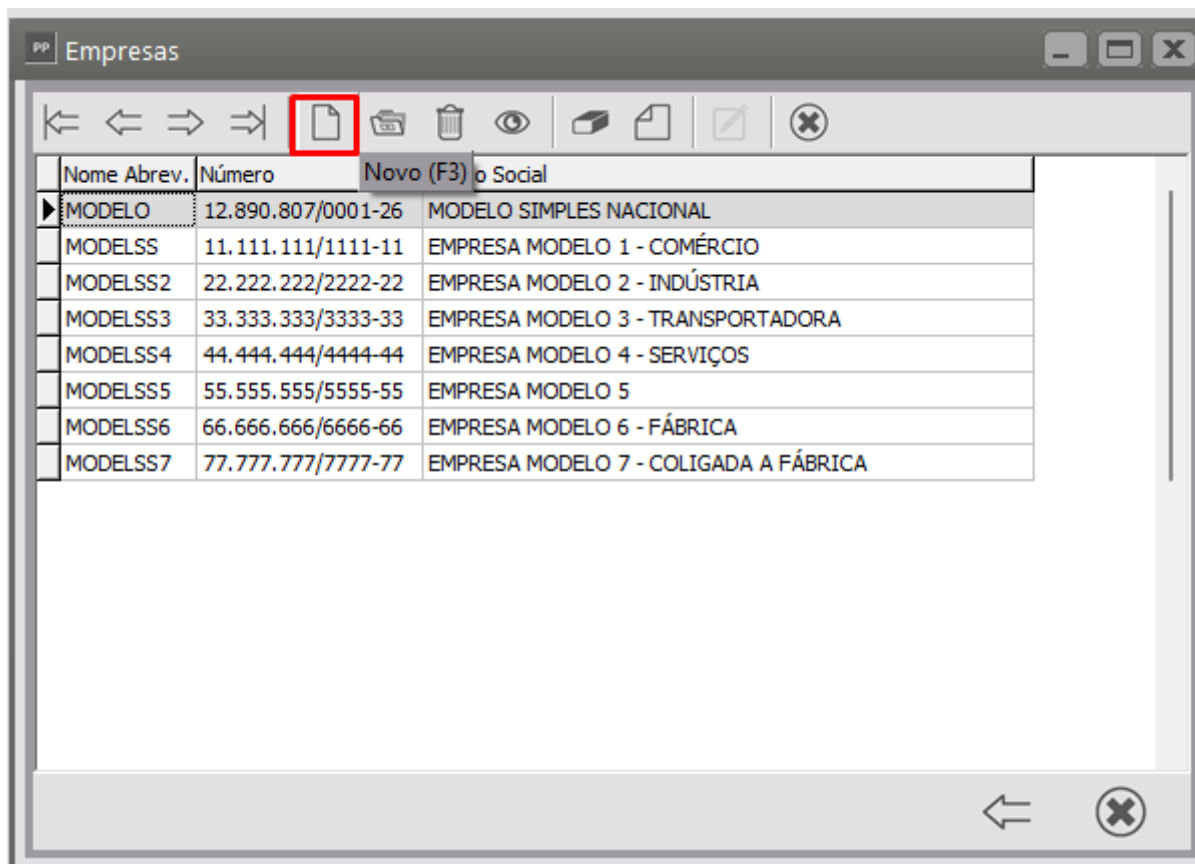 PP Empresas
Novo (F3)
Nome Abrev. Número o Social
MODELO 12.890.807/0001-26 MODELO SIMPLES NACIONAL
MODELSS 11.111.111/1111-11 EMPRESA MODELO 1 - COMÉRCIO
MODELSS2 22.222.222/2222-22 EMPRESA MODELO 2 - INDÚSTRIA
MODELSS3 33.333.333/3333-33 EMPRESA MODELO 3 - TRANSPORTADORA
MODELSS4 44.444.444/4444-44 EMPRESA MODELO 4 - SERVIÇOS
MODELSS5 55.555.555/5555-55 EMPRESA MODELO 5
MODELSS6 66.666.666/6666-66 EMPRESA MODELO 6 - FÁBRICA
MODELSS7 77.777.777/7777-77 EMPRESA MODELO 7 - COLIGADA A FÁBRICA